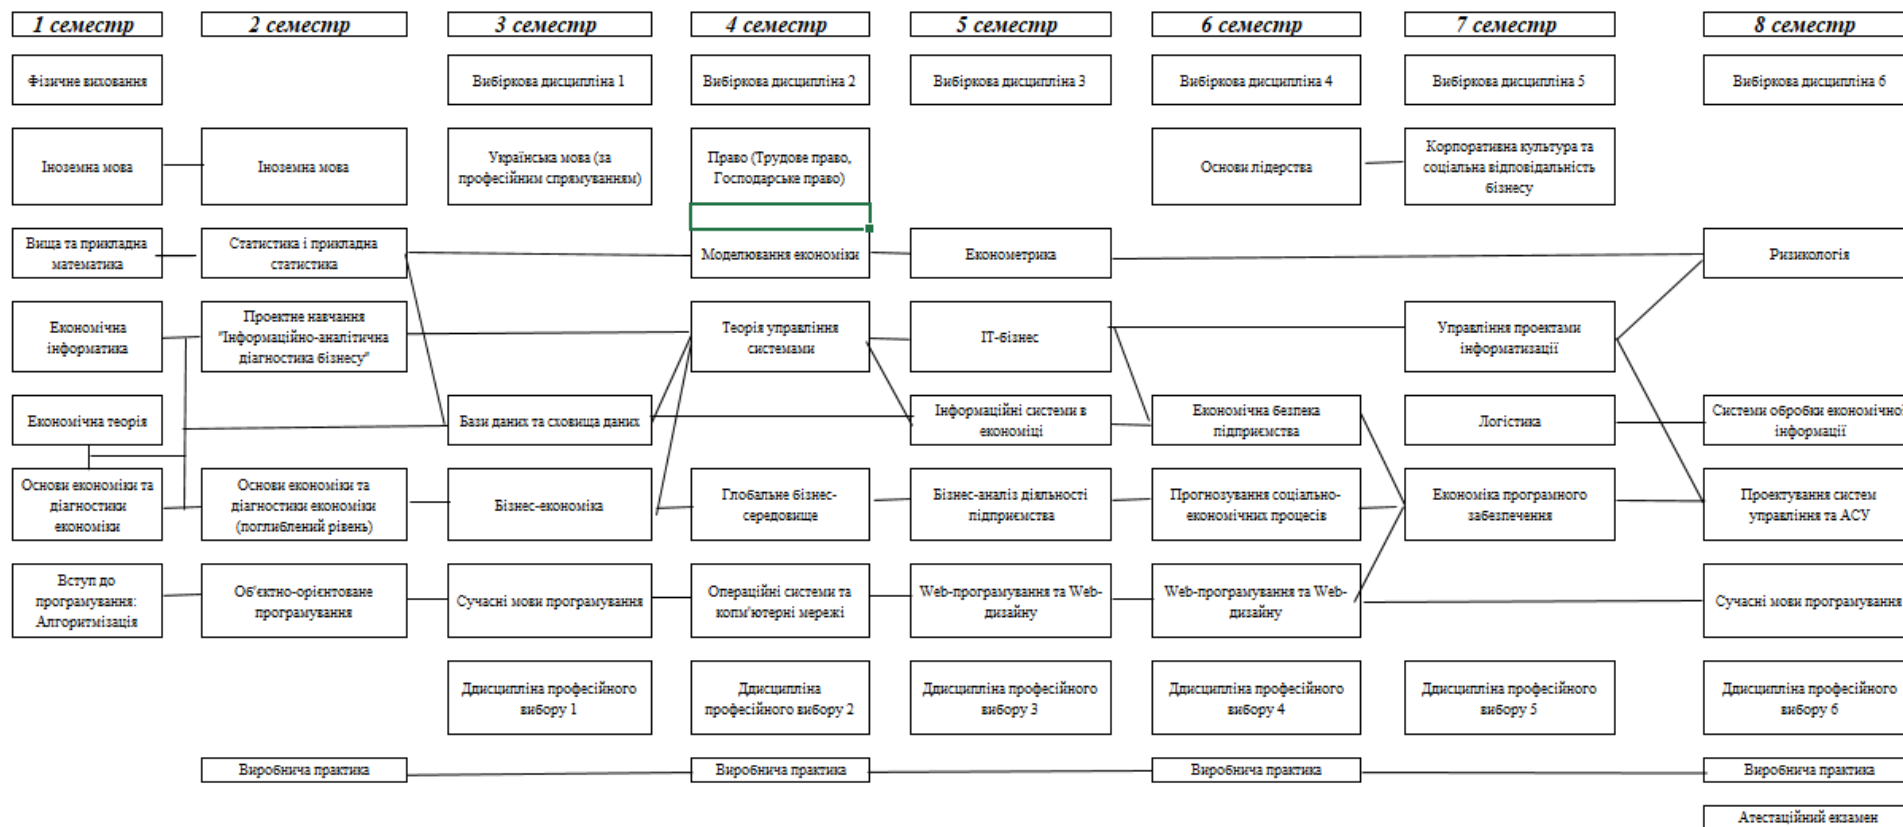 1 семестр
2 семестр
3 семестр
4 семестр
5 семестр
6 семестр
7 семестр
8 семестр
Фізичне виховання
Вибіркова дисципліна 1
Вибіркова дисципліна 2
Вибіркова дисципліна 3
Вибіркова дисципліна 4
Вибіркова дисципліна 5
Вибіркова дисципліна 6
Іноземна мова
Іноземна мова
Українська мова (за
професійним спрямуванням)
Право (Трудове право,
Господарське право)
Основи лідерства
Корпоративна культура та
соціальна відповідальність
бізнесу
Вища та прикладна
математика
Статистика і прикладна
статистика
Моделювання економіки
Економетрика
Ризикологія
Економічна
інформатика
Проектне навчання
"Інформаційно-аналітична
діагностика бізнесу"
Теорія управління
системами
ІТ-бізнес
Управління проектами
інформатизації
Економічна теорія
Бази даних та сховища даних
Інформаційні системи в
економіці
Економічна безпека
підприємства
Логістика
Системи обробки економічної
інформації
Основи економіки та
діагностики
економіки
Основи економіки та
діагностики економіки
(поглиблений рівень)
Бізнес-економіка
Глобальне бізнес-
середовище
Бізнес-аналіз діяльності
підприємства
Прогнозування соціально-
економічних процесів
Економіка програмного
забезпечення
Проектування систем
управління та АСУ
Вступ до
програмування:
Алгоритмізація
Об'єктно-орієнтоване
програмування
Сучасні мови програмування
Операційні системи та
копм'ютерні мережі
Web-програмування та Web-
дизайну
Web-програмування та Web-
дизайну
Сучасні мови програмування
Ддисципліна професійного
вибору 1
Ддисципліна
професійного вибору 2
Ддисципліна професійного
вибору 3
Ддисципліна професійного
вибору 4
Ддисципліна професійного
вибору 5
Ддисципліна професійного
вибору 6
Виробнича практика
Виробнича практика
Виробнича практика
Виробнича практика
Атестаційний екзамен